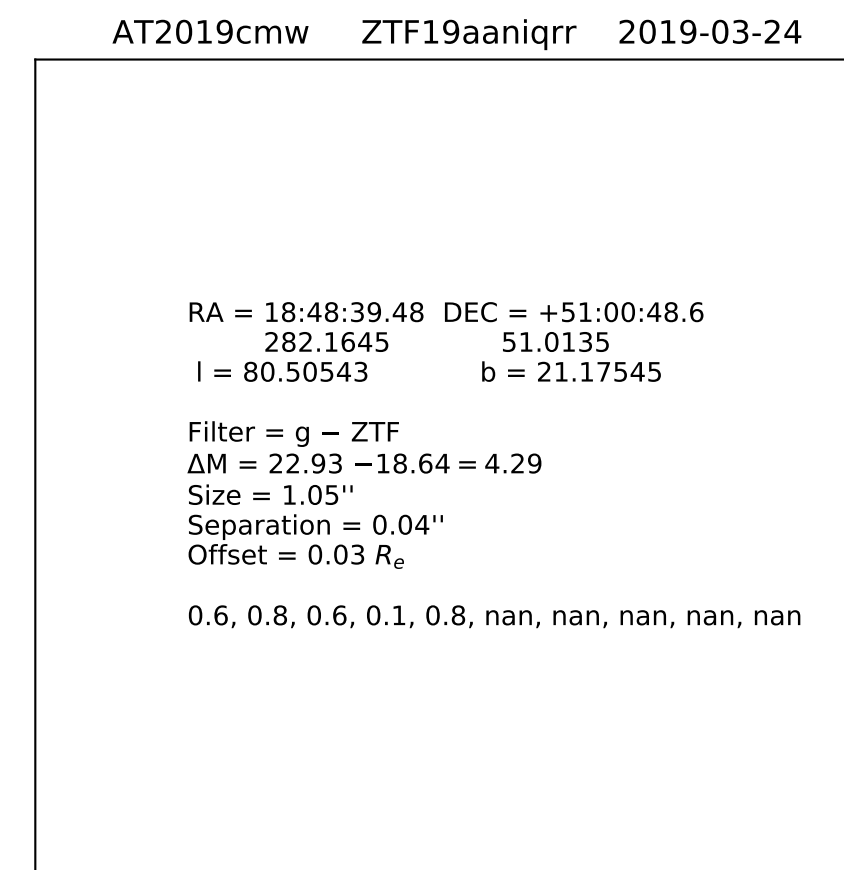 AT2019cmw ZTF19aaniqrr 2019-03-24
RA = 18:48:39.48 DEC = +51:00:48.6
282.1645 51.0135
l = 80.50543 b = 21.17545
Filter = g − ZTF
ΔM = 22.93 −18.64 = 4.29
Size = 1.05''
Separation = 0.04''
Offset = 0.03 Rₑ
0.6, 0.8, 0.6, 0.1, 0.8, nan, nan, nan, nan, nan